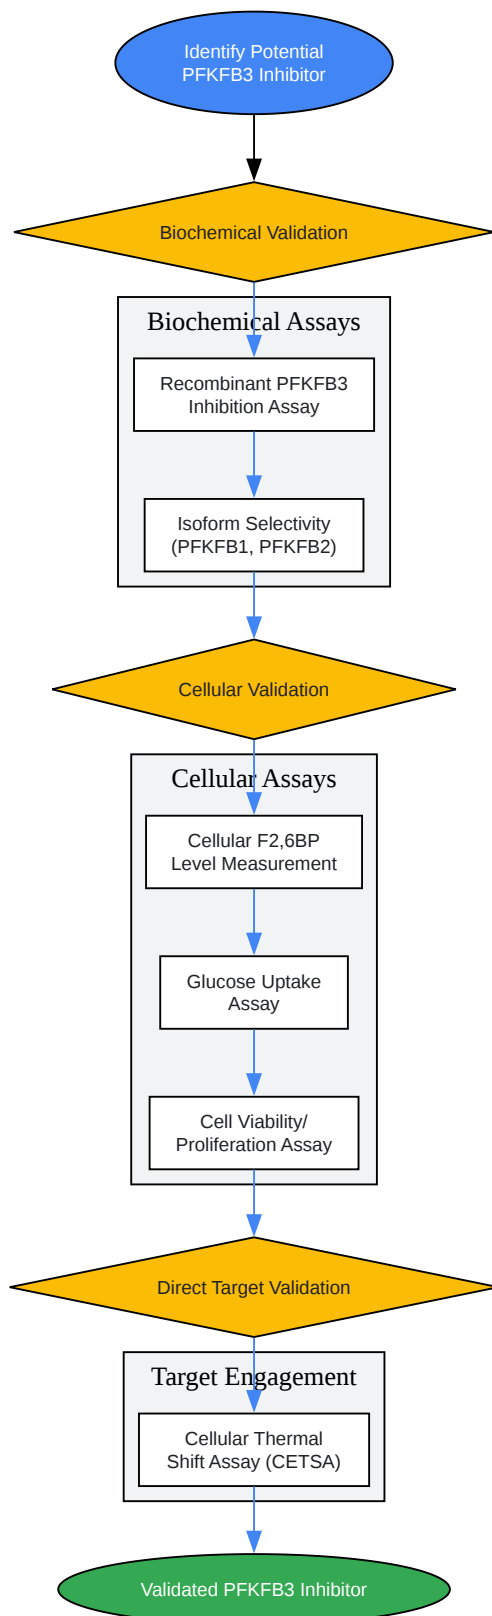 Identify Potential
PFKFB3 Inhibitor
Biochemical Validation
Biochemical Assays
Recombinant PFKFB3
Inhibition Assay
Isoform Selectivity
(PFKFB1, PFKFB2)
Cellular Validation
Cellular Assays
Cellular F2,6BP
Level Measurement
Glucose Uptake
Assay
Cell Viability/
Proliferation Assay
Direct Target Validation
Target Engagement
Cellular Thermal
Shift Assay (CETSA)
Validated PFKFB3 Inhibitor